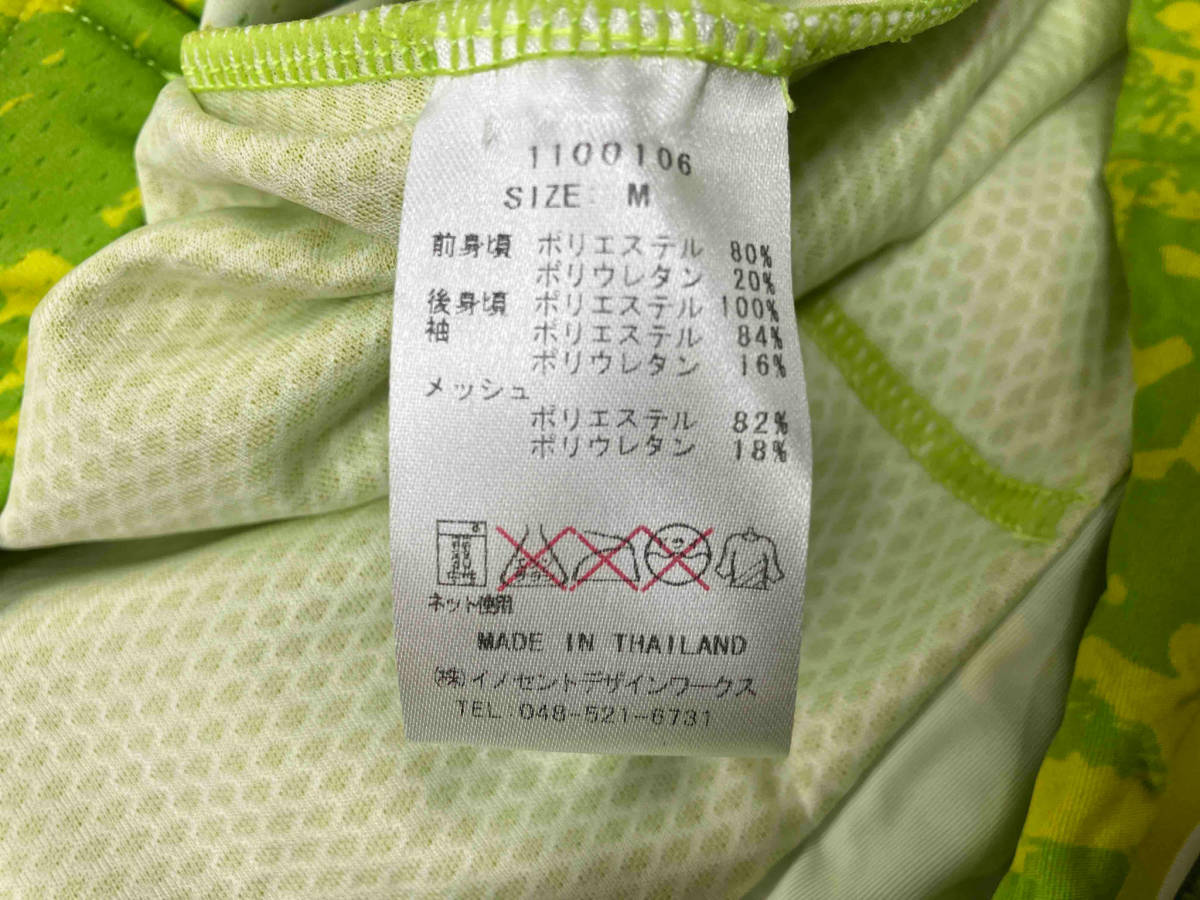 1100106
SIZE: M
前身頃 ポリエステル 80%
ポリウレタン 20%
後身頃 ポリエステル 100%
袖 ポリエステル 84%
ポリウレタン 16%
メッシュ
ポリエステル 82%
ポリウレタン 18%
ネット使用
MADE IN THAILAND
(株)イノセントデザインワークス
TEL:048-521-6731